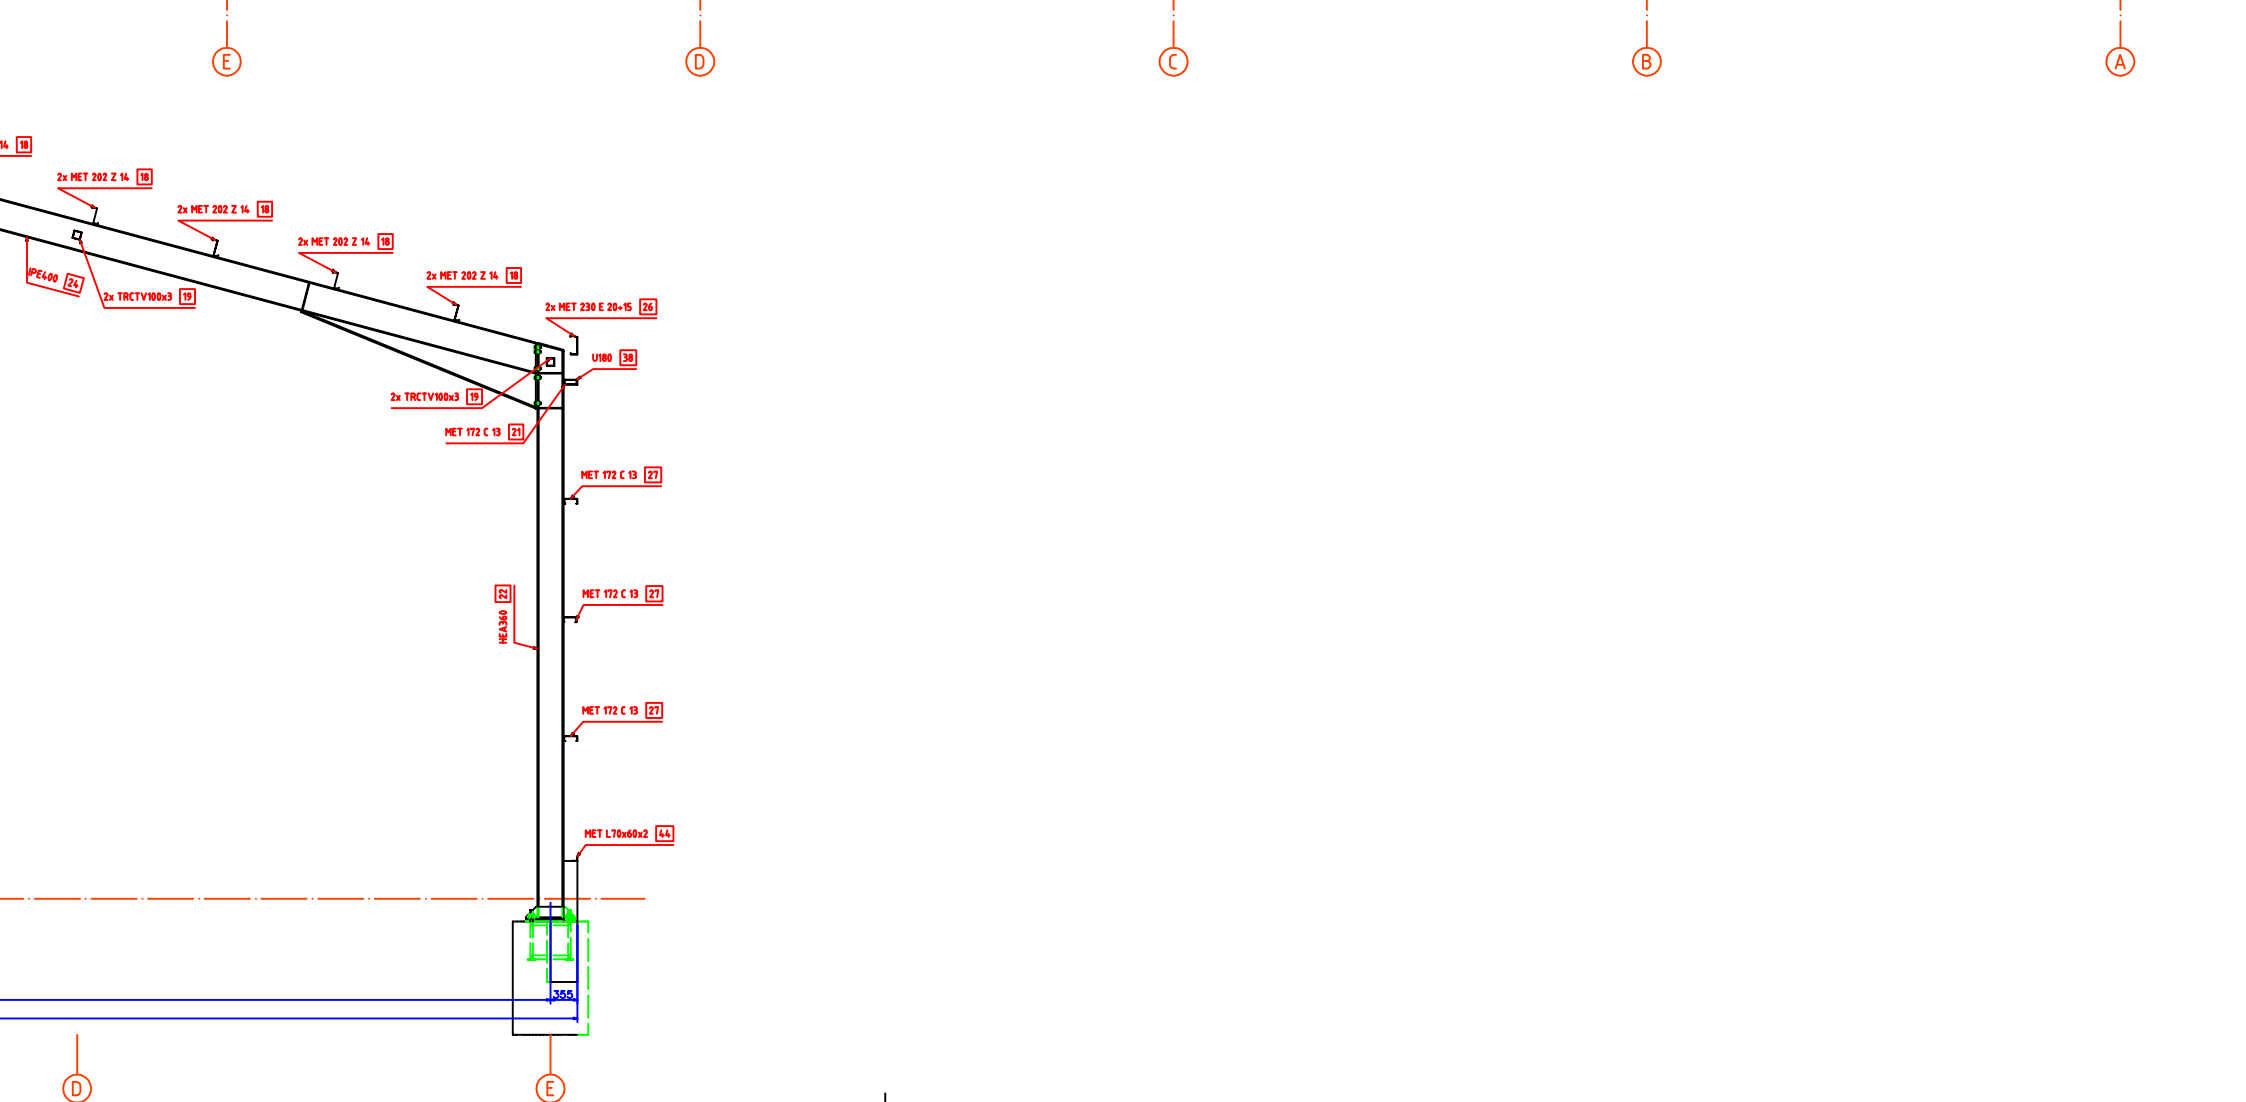 E
D
C
B
A
14 18
2x MET 202 Z 14 18
2x MET 202 Z 14 18
2x MET 202 Z 14 18
2x MET 202 Z 14 18
IPE400 24
2x TRCTV100x3 19
2x MET 230 E 20+15 26
U180 38
2x TRCTV100x3 19
MET 172 C 13 21
MET 172 C 13 27
MET 172 C 13 27
HEA360 22
MET 172 C 13 27
MET L70x60x2 44
355
D
E